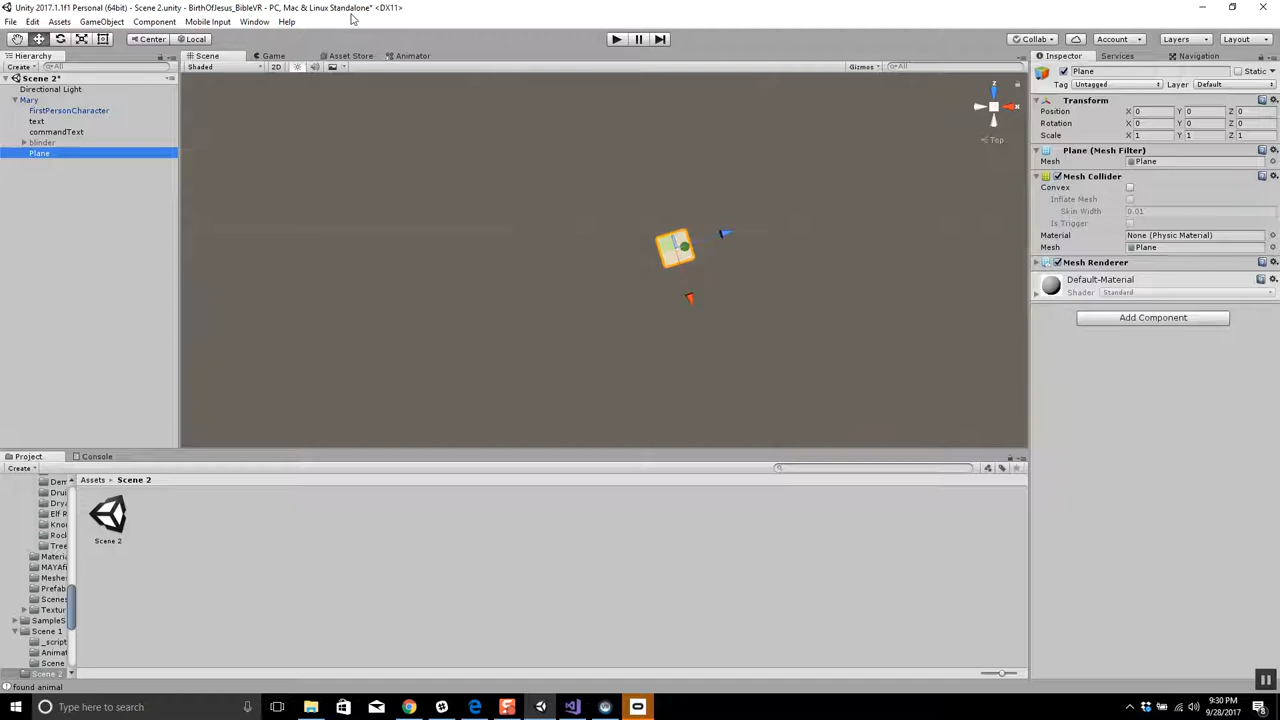 Unity 2017.1.1f1 Personal (64bit) - Scene 2.unity - BirthOfJesus_BibleVR - PC, Mac & Linux Standalone* <DX11>
File Edit Assets GameObject Component Mobile Input Window Help
Center Local Collab Account Layers Layout
Hierarchy Scene Game Asset Store Animator Inspector Services Navigation
Create All Shaded 2D Gizmos All Plane Static
Scene 2*
Directional Light
Mary
FirstPersonCharacter
text
commandText
blinder
Plane
z
x
Top
Tag Untagged Layer Default
Transform
Position X 0 Y 0 Z 0
Rotation X 0 Y 0 Z 0
Scale X 1 Y 1 Z 1
Plane (Mesh Filter)
Mesh Plane
Mesh Collider
Convex
Inflate Mesh
Skin Width 0.01
Is Trigger
Material None (Physic Material)
Mesh Plane
Mesh Renderer
Default-Material
Shader Standard
Add Component
Project Console
Create
Assets Scene 2
Dem
Drui
Drya
Elf R
Kno
Rock
Tree
Materia
MAYAfi
Meshes
Prefab
Scenes
Textur
SampleS
Scene 1
_script
Animat
Scene
Scene 2
Scene 2
found animal
Type here to search
9:30 PM
9/28/2017